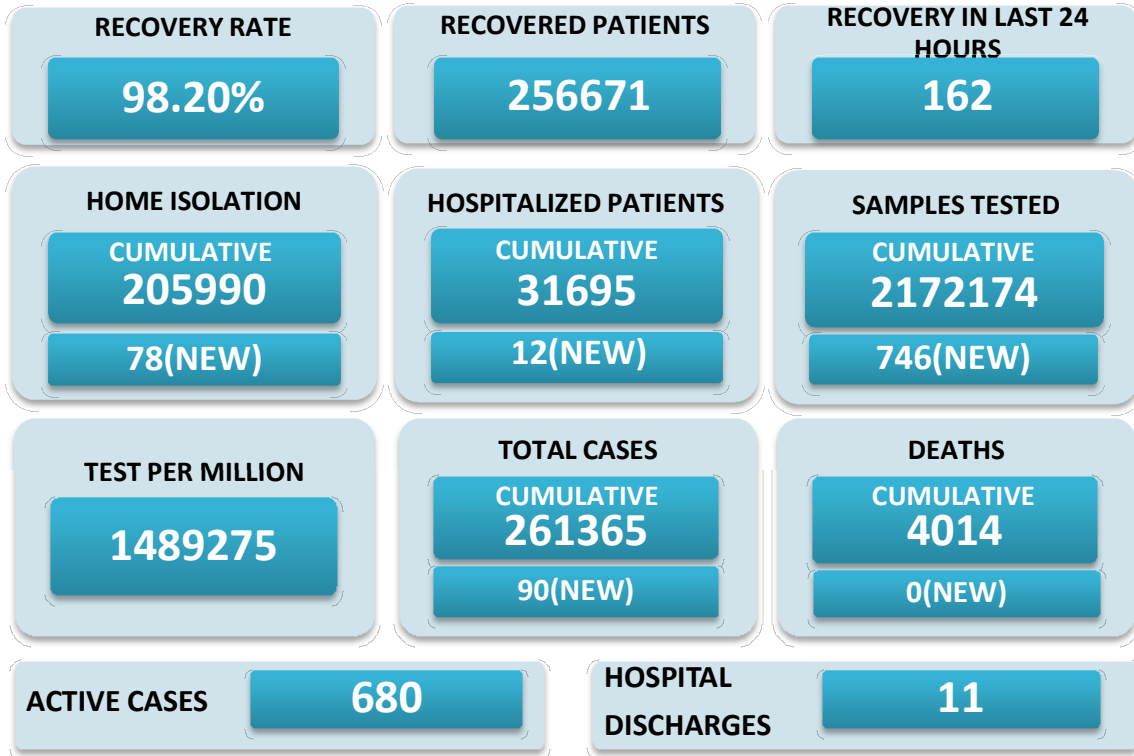 RECOVERY RATE
98.20%
RECOVERED PATIENTS
256671
RECOVERY IN LAST 24
HOURS
162
HOME ISOLATION
CUMULATIVE
205990
78(NEW)
HOSPITALIZED PATIENTS
CUMULATIVE
31695
12(NEW)
SAMPLES TESTED
CUMULATIVE
2172174
746(NEW)
TEST PER MILLION
1489275
TOTAL CASES
CUMULATIVE
261365
90(NEW)
DEATHS
CUMULATIVE
4014
0(NEW)
ACTIVE CASES
680
HOSPITAL
DISCHARGES
11